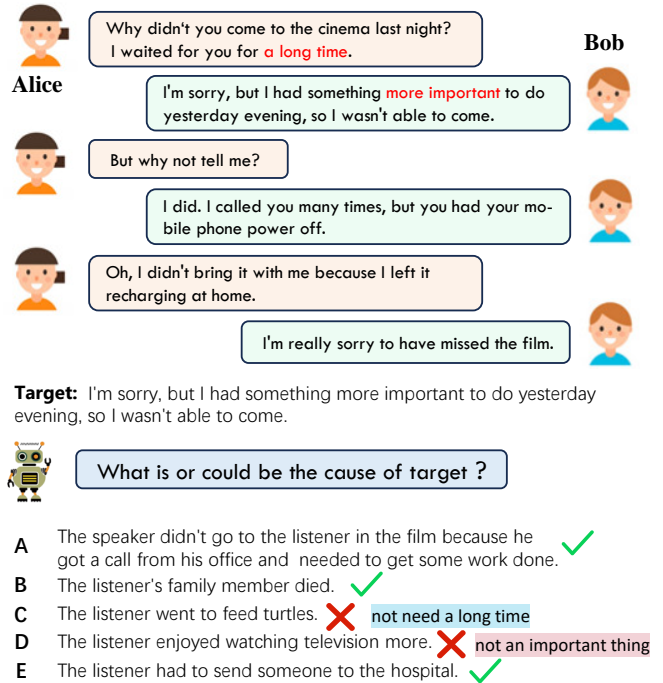 Why didn't you come to the cinema last night?
I waited for you for a long time.
Alice
Bob
I'm sorry, but I had something more important to do
yesterday evening, so I wasn't able to come.
But why not tell me?
I did. I called you many times, but you had your mo-
bile phone power off.
Oh, I didn't bring it with me because I left it
recharging at home.
I'm really sorry to have missed the film.
Target: I'm sorry, but I had something more important to do yesterday
evening, so I wasn't able to come.
What is or could be the cause of target ?
A The speaker didn't go to the listener in the film because he
got a call from his office and needed to get some work done.
B The listener's family member died.
C The listener went to feed turtles. not need a long time
D The listener enjoyed watching television more. not an important thing
E The listener had to send someone to the hospital.